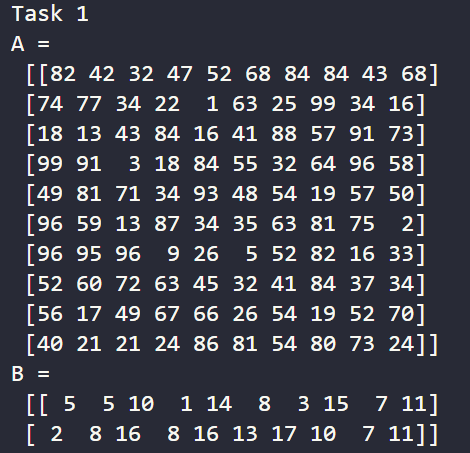 Task 1
A =
[[82 42 32 47 52 68 84 84 43 68]
[74 77 34 22  1 63 25 99 34 16]
[18 13 43 84 16 41 88 57 91 73]
[99 91  3 18 84 55 32 64 96 58]
[49 81 71 34 93 48 54 19 57 50]
[96 59 13 87 34 35 63 81 75  2]
[96 95 96  9 26  5 52 82 16 33]
[52 60 72 63 45 32 41 84 37 34]
[56 17 49 67 66 26 54 19 52 70]
[40 21 21 24 86 81 54 80 73 24]]
B =
[[ 5  5 10  1 14  8  3 15  7 11]
[ 2  8 16  8 16 13 17 10  7 11]]